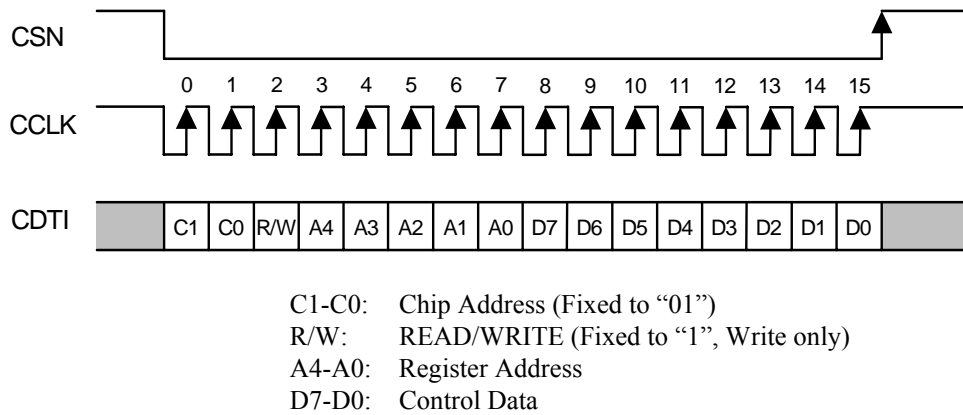 CSN
0 1 2 3 4 5 6 7 8 9 10 11 12 13 14 15
CCLK
CDTI C1 C0 R/W A4 A3 A2 A1 A0 D7 D6 D5 D4 D3 D2 D1 D0
C1-C0: Chip Address (Fixed to “01”)
R/W: READ/WRITE (Fixed to “1”, Write only)
A4-A0: Register Address
D7-D0: Control Data